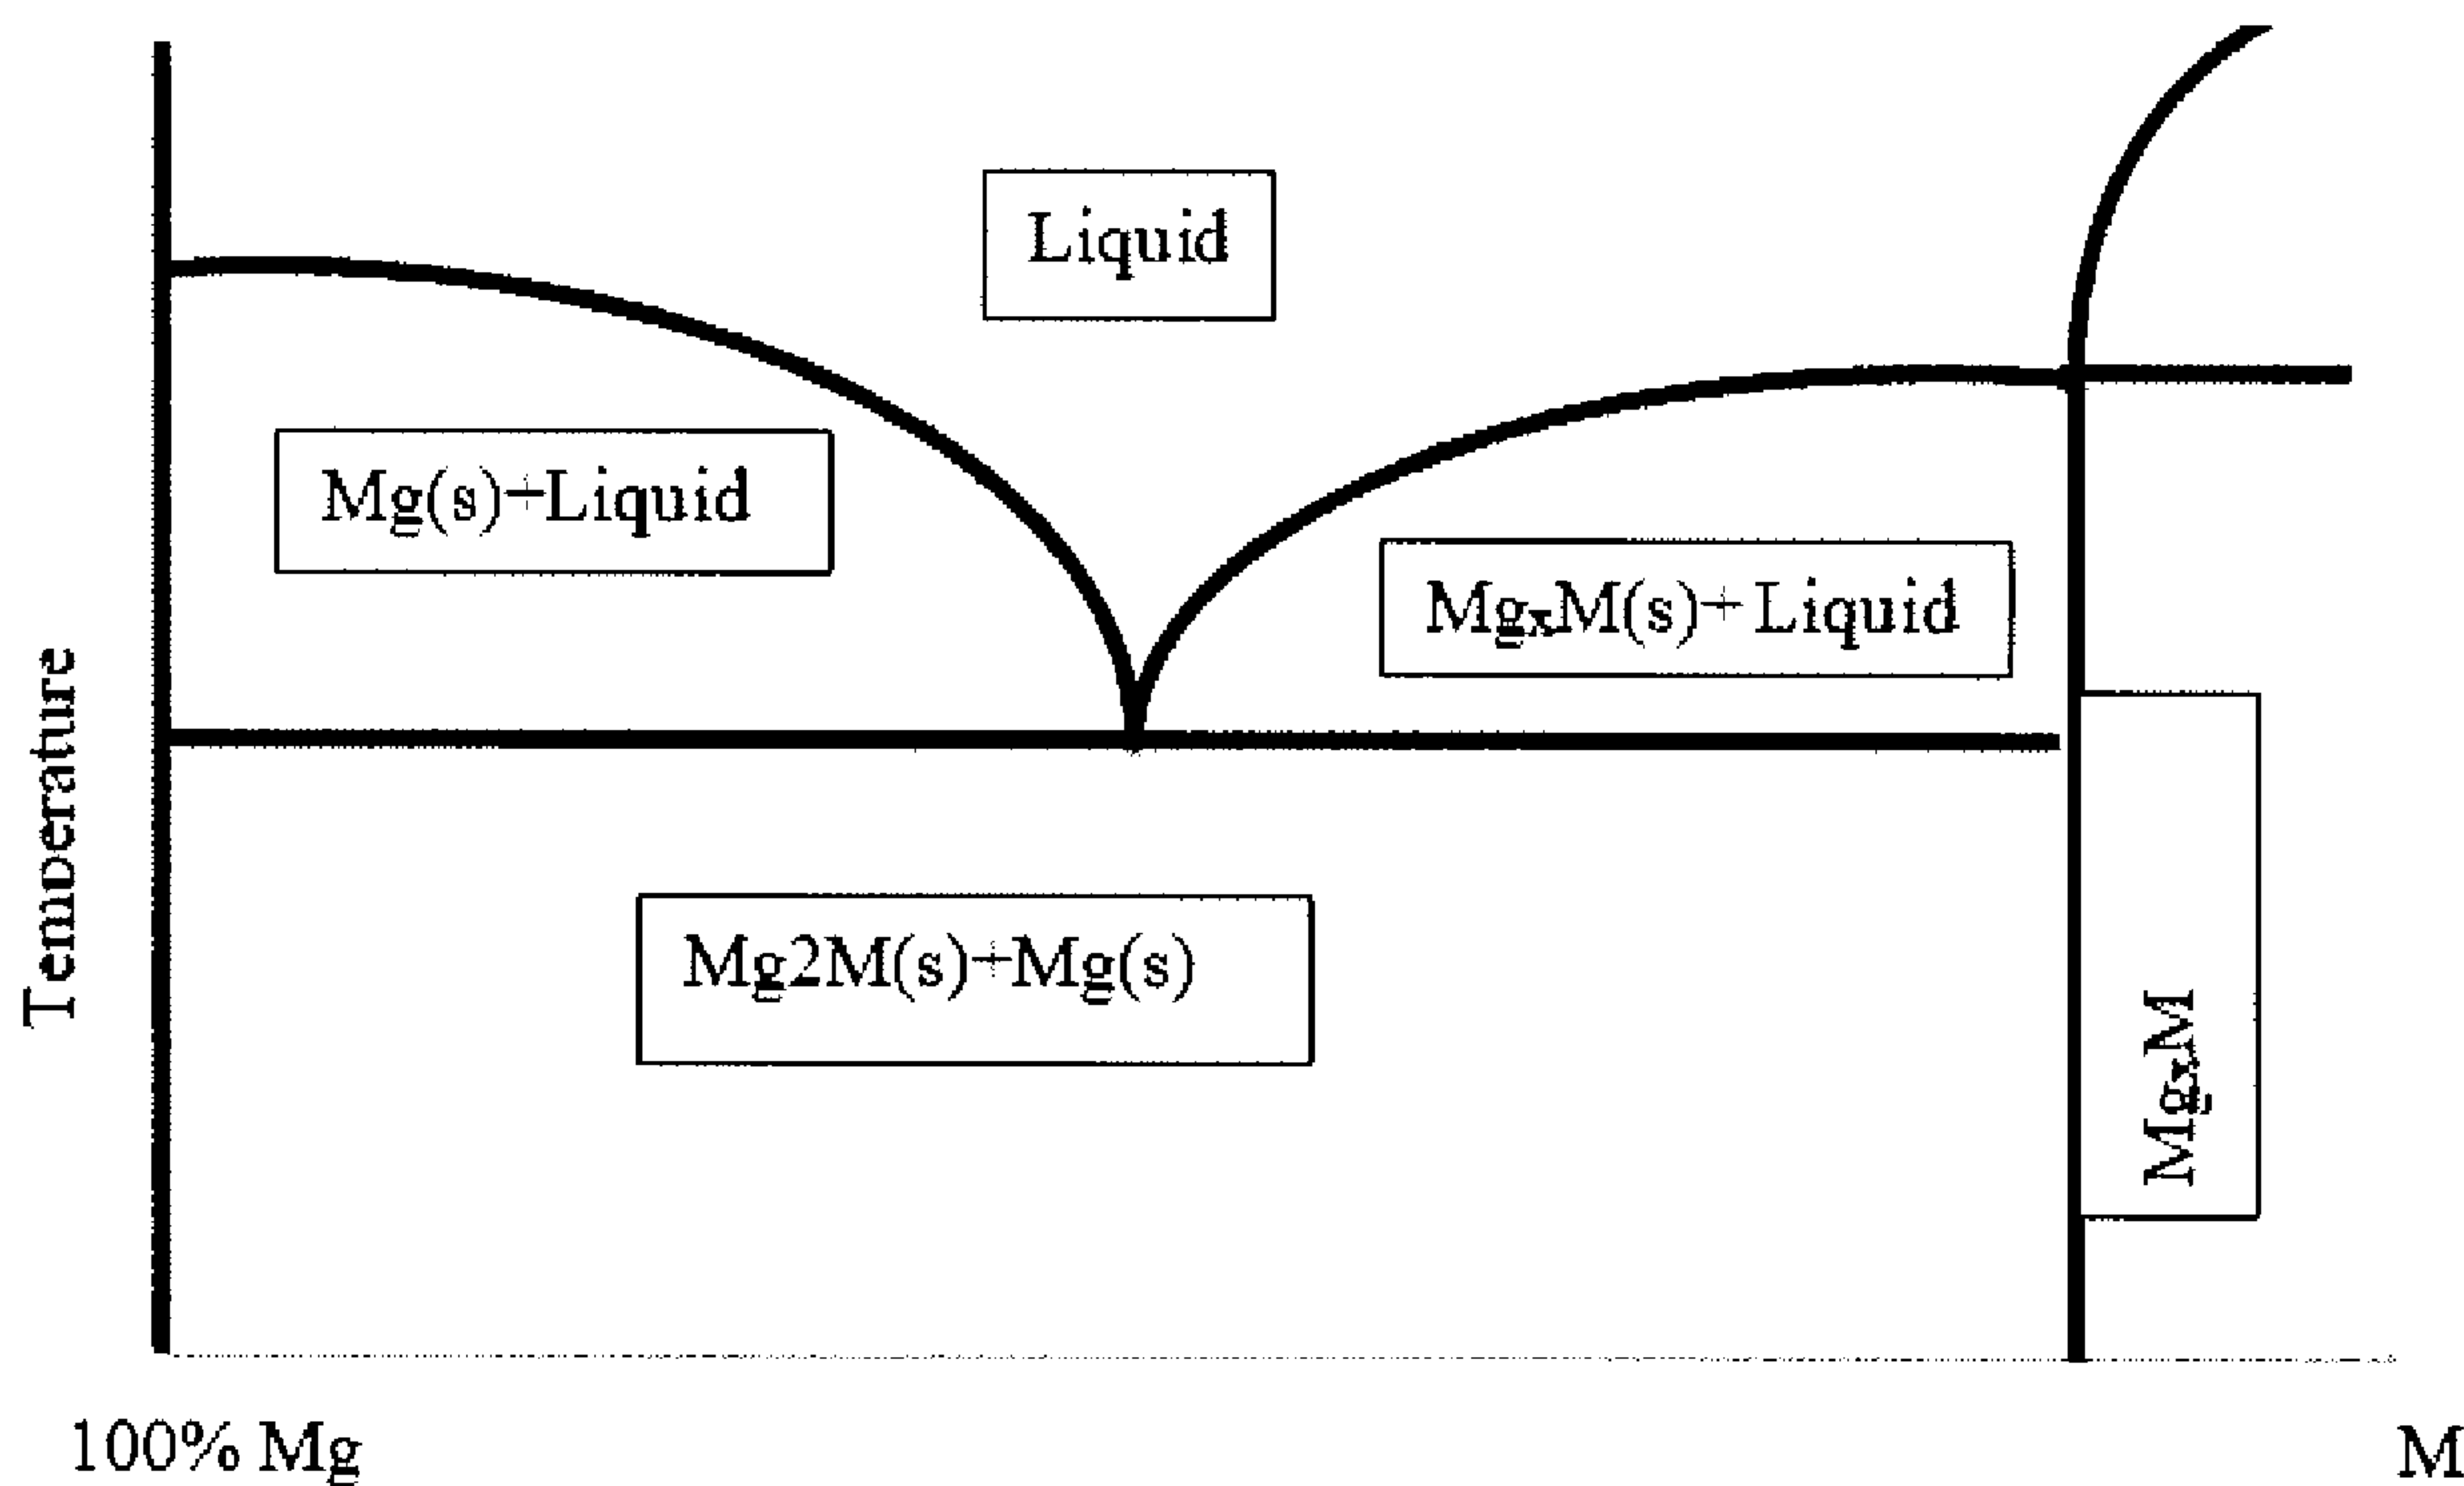 Liquid
Mg(s)+Liquid
MgxM(s)+Liquid
Temperature
Mg2M(s)+Mg(s)
MgxM
100% Mg
M